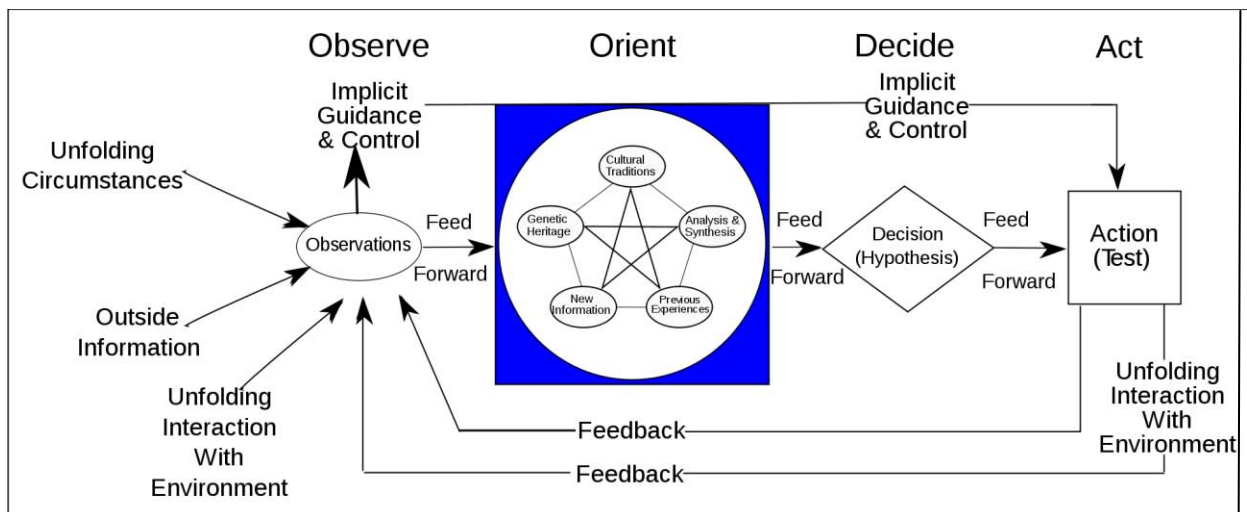 Observe
Orient
Decide
Act
Implicit
Guidance
& Control
Implicit
Guidance
& Control
Unfolding
Circumstances
Observations
Feed
Forward
Cultural
Traditions
Genetic
Heritage
Analysis &
Synthesis
New
Information
Previous
Experiences
Feed
Forward
Decision
(Hypothesis)
Feed
Forward
Action
(Test)
Outside
Information
Unfolding
Interaction
With
Environment
Unfolding
Interaction
With
Environment
Feedback
Feedback